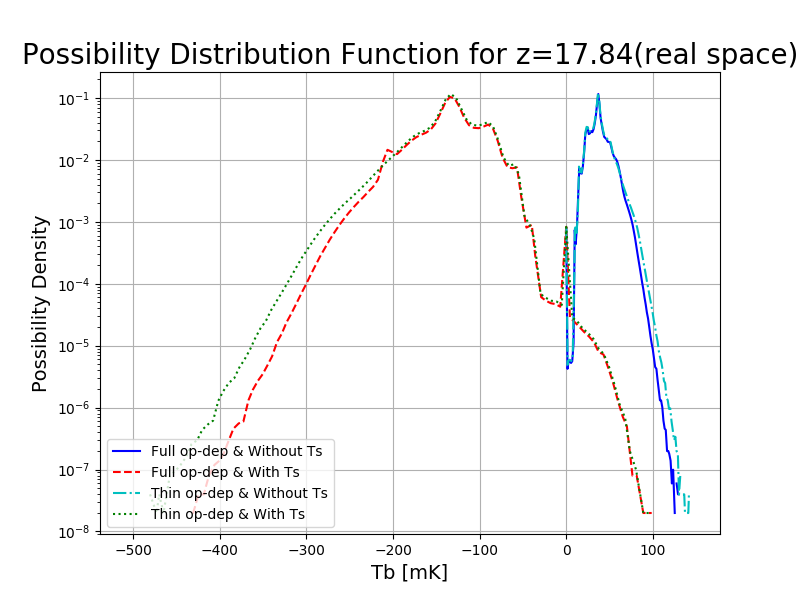 Possibility Distribution Function for z=17.84(real space)
Possibility Density
10⁻¹
10⁻²
10⁻³
10⁻⁴
10⁻⁵
10⁻⁶
10⁻⁷
10⁻⁸
Full op-dep & Without Ts
Full op-dep & With Ts
Thin op-dep & Without Ts
Thin op-dep & With Ts
−500 −400 −300 −200 −100 0 100
Tb [mK]